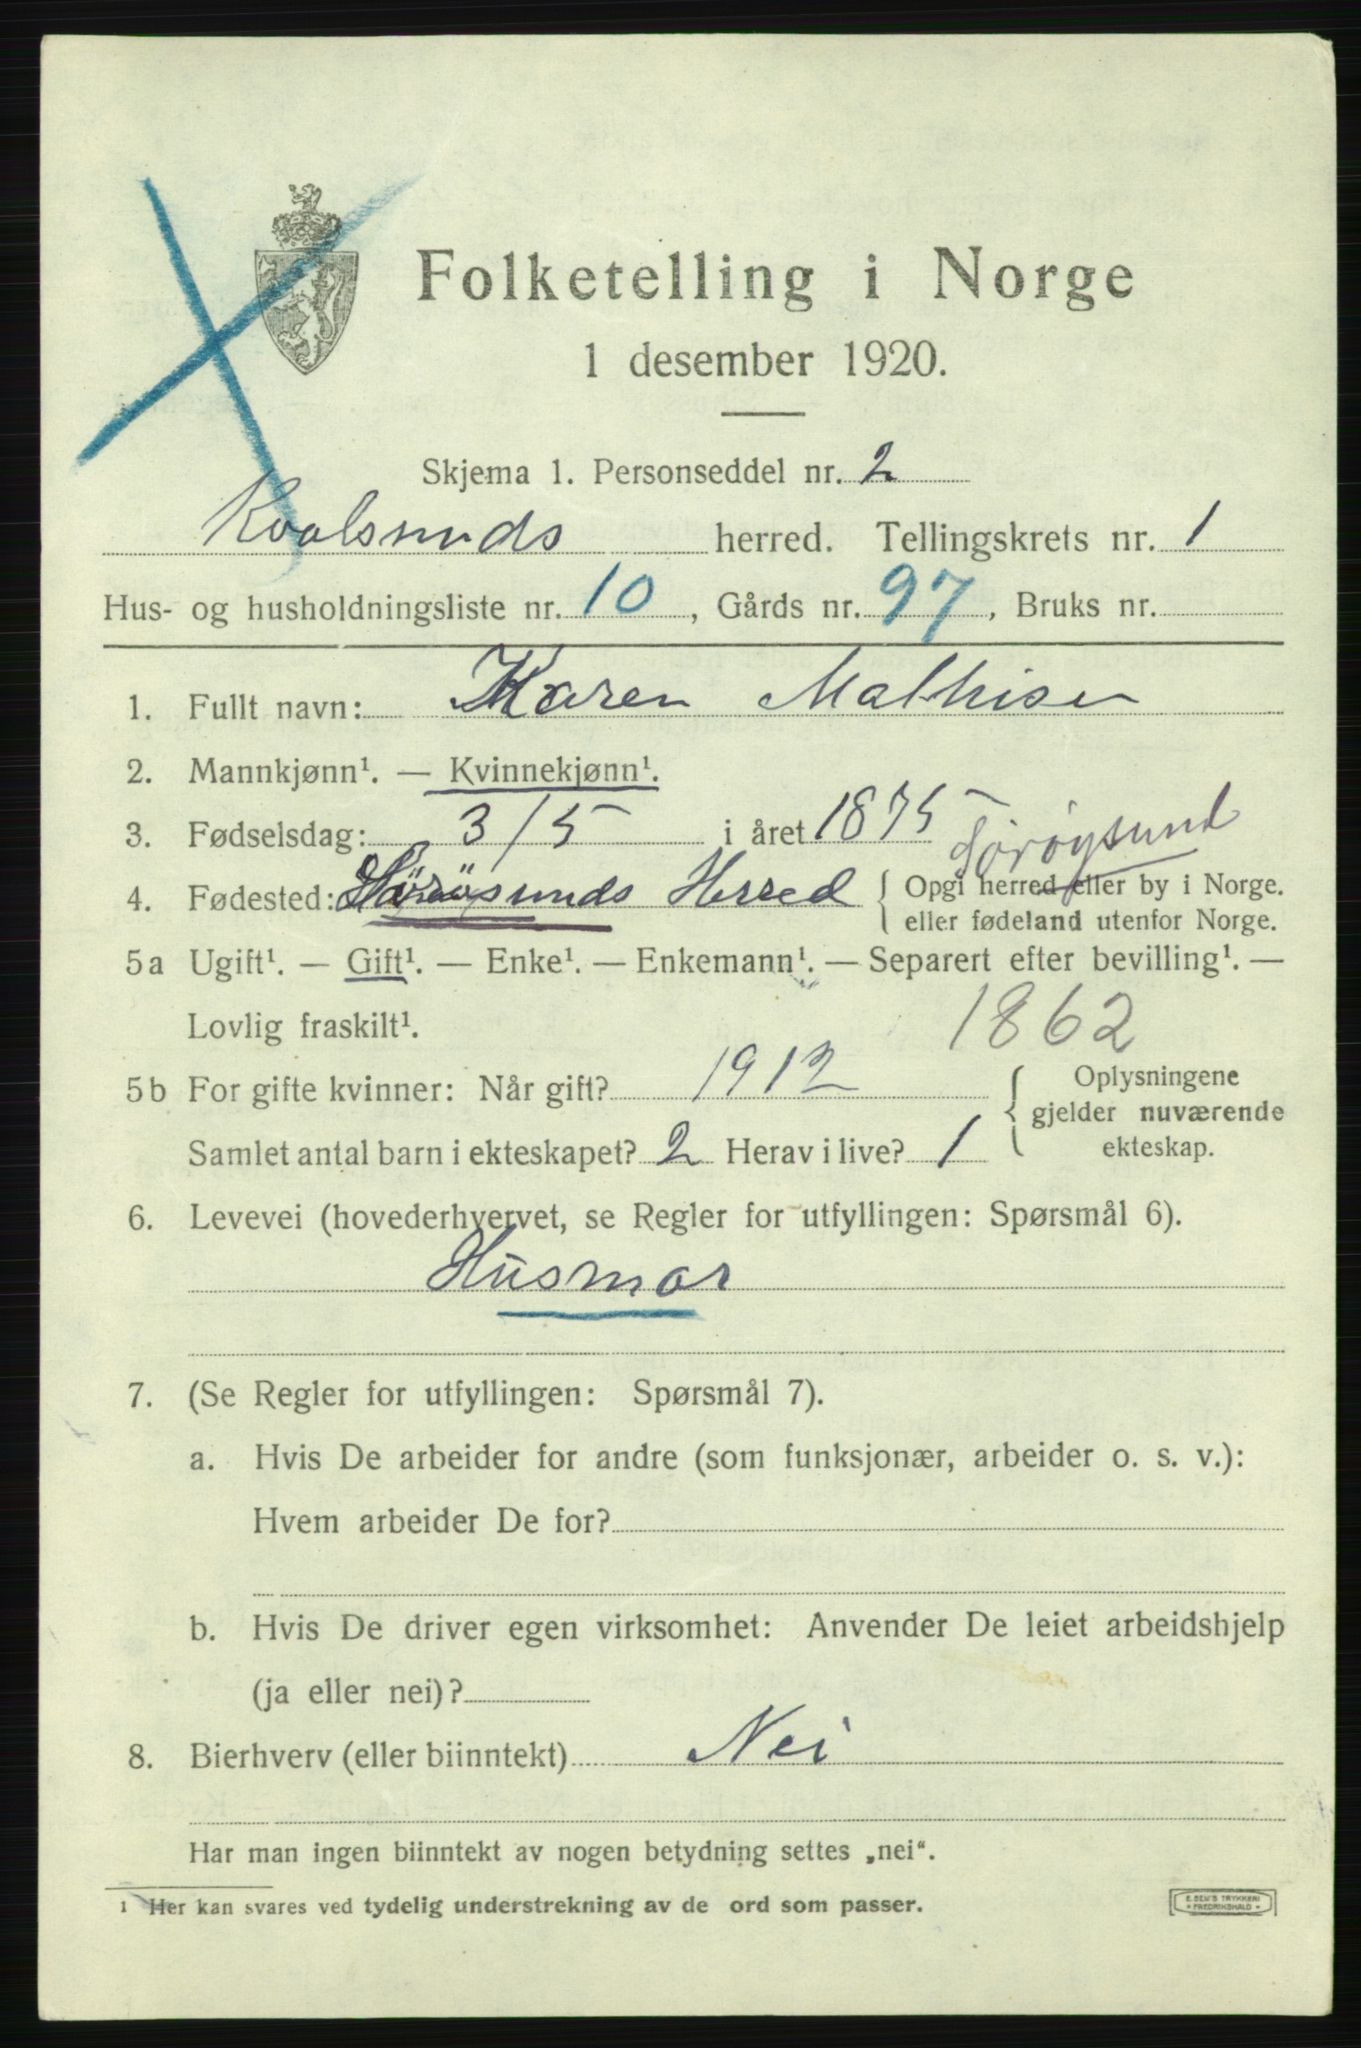 Folketelling i Norge
1 desember 1920.
Skjema 1. Personseddel nr. 2
Kvalsunds herred. Tellingskrets nr. 1
Hus- og husholdningsliste nr. 10, Gårds nr. 97, Bruks nr.
1. Fullt navn: Karen Mathisen
2. Mannkjønn¹. — Kvinnekjønn¹.
3. Fødselsdag: 3/5 i året 1875
Sørøysund
4. Fødested: Sörösunds Herred { Opgi herred eller by i Norge.
eller fødeland utenfor Norge.
5a Ugift¹. — Gift¹. — Enke¹. — Enkemann¹. — Separert efter bevilling¹. —
Lovlig fraskilt¹.
1862
5b For gifte kvinner: Når gift? 1912 { Oplysningene
gjelder nuværende
Samlet antal barn i ekteskapet? 2 Herav i live? 1 ekteskap.
6. Levevei (hovederhvervet, se Regler for utfyllingen: Spørsmål 6).
Husmor
7. (Se Regler for utfyllingen: Spørsmål 7).
a. Hvis De arbeider for andre (som funksjonær, arbeider o. s. v.):
Hvem arbeider De for?
b. Hvis De driver egen virksomhet: Anvender De leiet arbeidshjelp
(ja eller nei)?
8. Bierhverv (eller biinntekt) Nei
Har man ingen biinntekt av nogen betydning settes „nei“.
1 Her kan svares ved tydelig understrekning av de ord som passer.
E. SEM'S TRYKKERI
• FREDRIKSHALD •